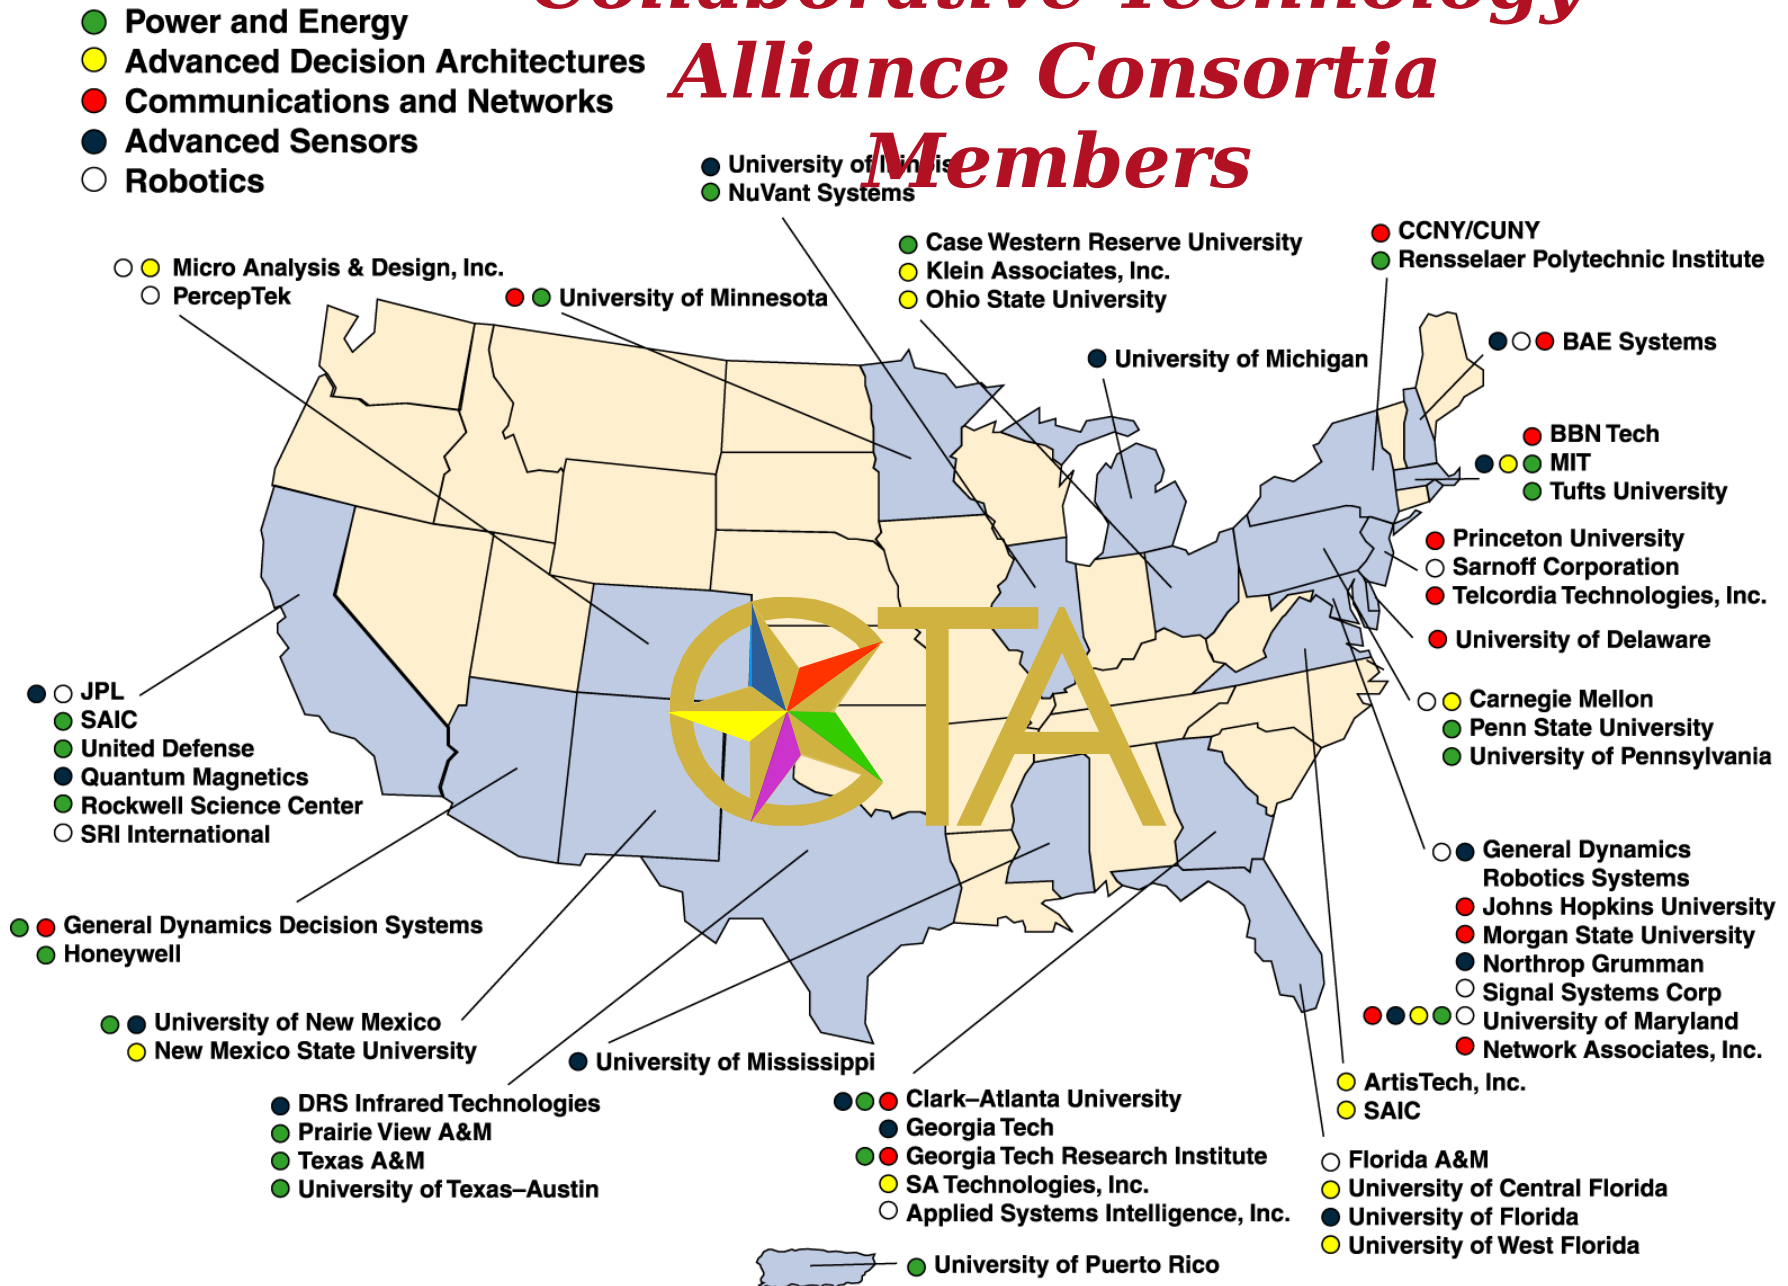 Collaborative Technology
Alliance Consortia
Members
Power and Energy
Advanced Decision Architectures
Communications and Networks
Advanced Sensors
Robotics
University of Illinois
NuVant Systems
Case Western Reserve University
Klein Associates, Inc.
Ohio State University
CCNY/CUNY
Rensselaer Polytechnic Institute
Micro Analysis & Design, Inc.
PercepTek
University of Minnesota
University of Michigan
BAE Systems
BBN Tech
MIT
Tufts University
Princeton University
Sarnoff Corporation
Telcordia Technologies, Inc.
University of Delaware
Carnegie Mellon
Penn State University
University of Pennsylvania
CTA
JPL
SAIC
United Defense
Quantum Magnetics
Rockwell Science Center
SRI International
General Dynamics Decision Systems
Honeywell
General Dynamics
Robotics Systems
Johns Hopkins University
Morgan State University
Northrop Grumman
Signal Systems Corp
University of Maryland
Network Associates, Inc.
University of New Mexico
New Mexico State University
University of Mississippi
DRS Infrared Technologies
Prairie View A&M
Texas A&M
University of Texas–Austin
Clark–Atlanta University
Georgia Tech
Georgia Tech Research Institute
SA Technologies, Inc.
Applied Systems Intelligence, Inc.
ArtisTech, Inc.
SAIC
Florida A&M
University of Central Florida
University of Florida
University of West Florida
University of Puerto Rico